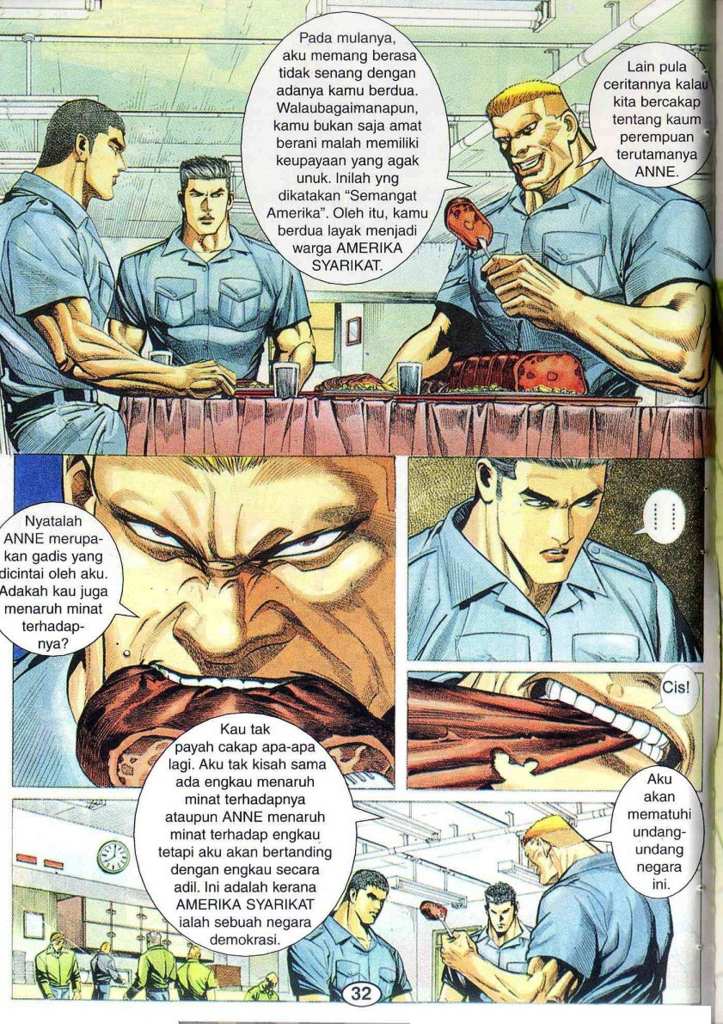 Pada mulanya,
aku memang berasa
tidak senang dengan
adanya kamu berdua.
Walaubagaimanapun,
kamu bukan saja amat
berani malah memiliki
keupayaan yang agak
unuk. Inilah yng
dikatakan “Semangat
Amerika”. Oleh itu, kamu
berdua layak menjadi
warga AMERIKA
SYARIKAT.
Lain pula
ceritannya kalau
kita bercakap
tentang kaum
perempuan
terutamanya
ANNE.
Nyatalah
ANNE merupa-
kan gadis yang
dicintai oleh aku.
Adakah kau juga
menaruh minat
terhadap-
nya?
Cis!
Kau tak
payah cakap apa-apa
lagi. Aku tak kisah sama
ada engkau menaruh
minat terhadapnya
ataupun ANNE menaruh
minat terhadap engkau
tetapi aku akan bertanding
dengan engkau secara
adil. Ini adalah kerana
AMERIKA SYARIKAT
ialah sebuah negara
demokrasi.
Aku
akan
mematuhi
undang-
undang
negara
ini.
32